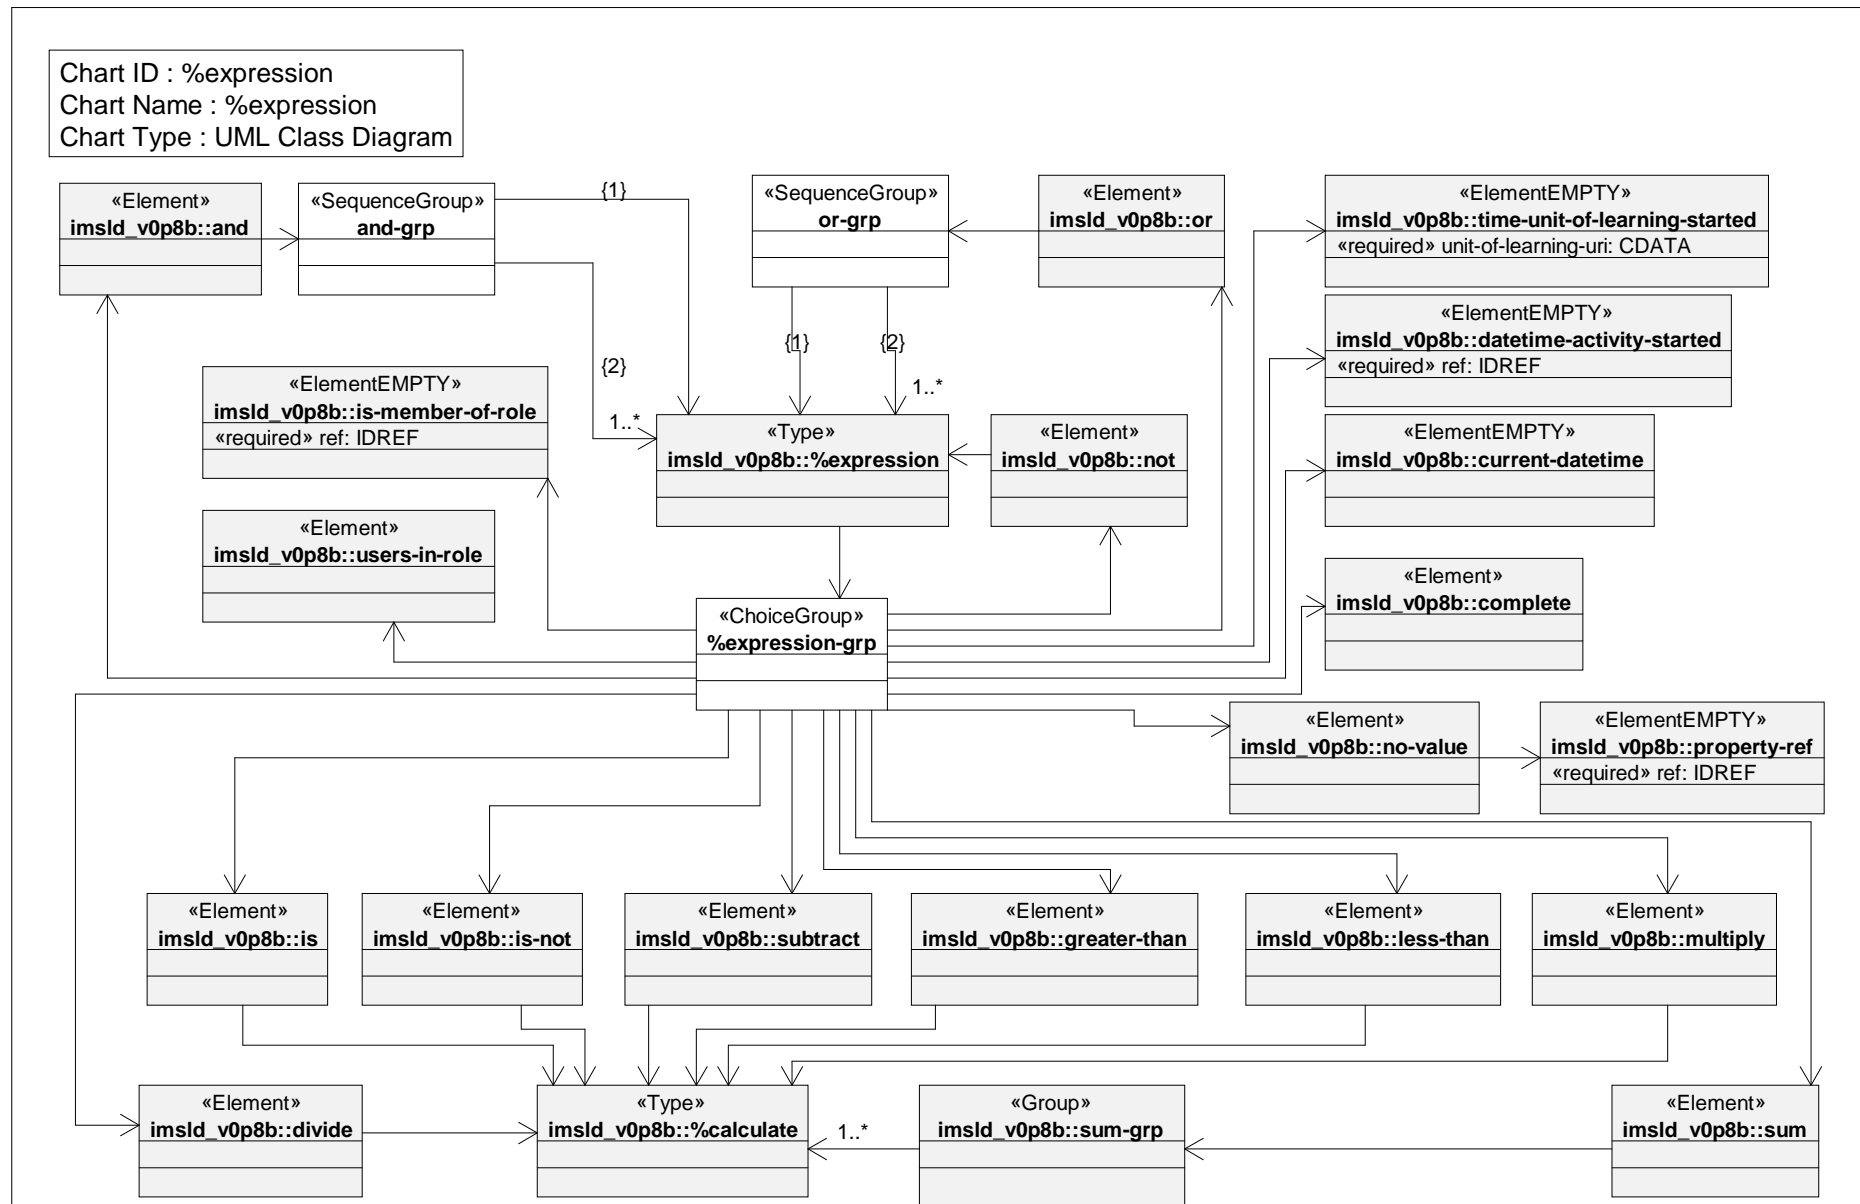 Chart ID : %expression
Chart Name : %expression
Chart Type : UML Class Diagram
«Element»
imsld_v0p8b::and
«SequenceGroup»
and-grp
{1}
{2}
1..*
«SequenceGroup»
or-grp
{1}
{2}
1..*
«Element»
imsld_v0p8b::or
«ElementEMPTY»
imsld_v0p8b::time-unit-of-learning-started
«required» unit-of-learning-uri: CDATA
«ElementEMPTY»
imsld_v0p8b::datetime-activity-started
«required» ref: IDREF
«ElementEMPTY»
imsld_v0p8b::is-member-of-role
«required» ref: IDREF
«Type»
imsld_v0p8b::%expression
«Element»
imsld_v0p8b::not
«ElementEMPTY»
imsld_v0p8b::current-datetime
«Element»
imsld_v0p8b::users-in-role
«ChoiceGroup»
%expression-grp
«Element»
imsld_v0p8b::complete
«Element»
imsld_v0p8b::no-value
«ElementEMPTY»
imsld_v0p8b::property-ref
«required» ref: IDREF
«Element»
imsld_v0p8b::is
«Element»
imsld_v0p8b::is-not
«Element»
imsld_v0p8b::subtract
«Element»
imsld_v0p8b::greater-than
«Element»
imsld_v0p8b::less-than
«Element»
imsld_v0p8b::multiply
«Element»
imsld_v0p8b::divide
«Type»
imsld_v0p8b::%calculate
1..*
«Group»
imsld_v0p8b::sum-grp
«Element»
imsld_v0p8b::sum